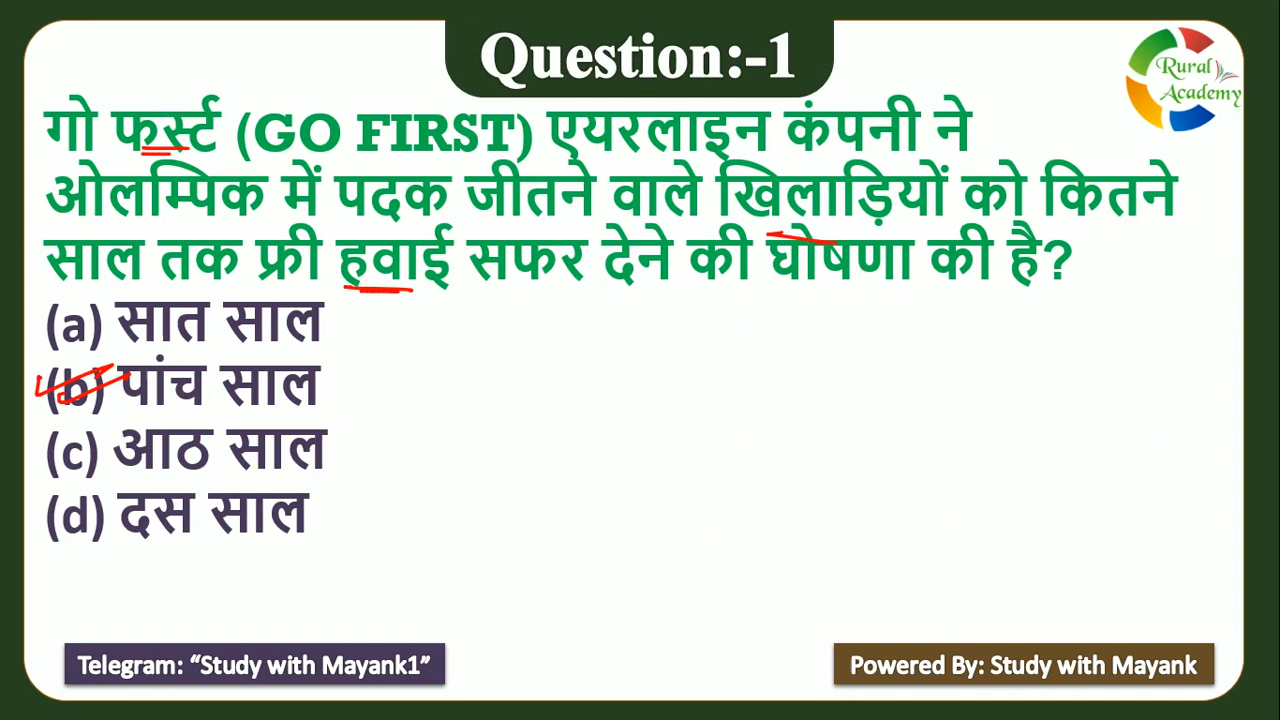 Question:-1
Rural
Academy
गो फर्स्ट (GO FIRST) एयरलाइन कंपनी ने
ओलम्पिक में पदक जीतने वाले खिलाड़ियों को कितने
साल तक फ्री हवाई सफर देने की घोषणा की है?
(a) सात साल
(b) पांच साल
(c) आठ साल
(d) दस साल
Telegram: “Study with Mayank1”
Powered By: Study with Mayank